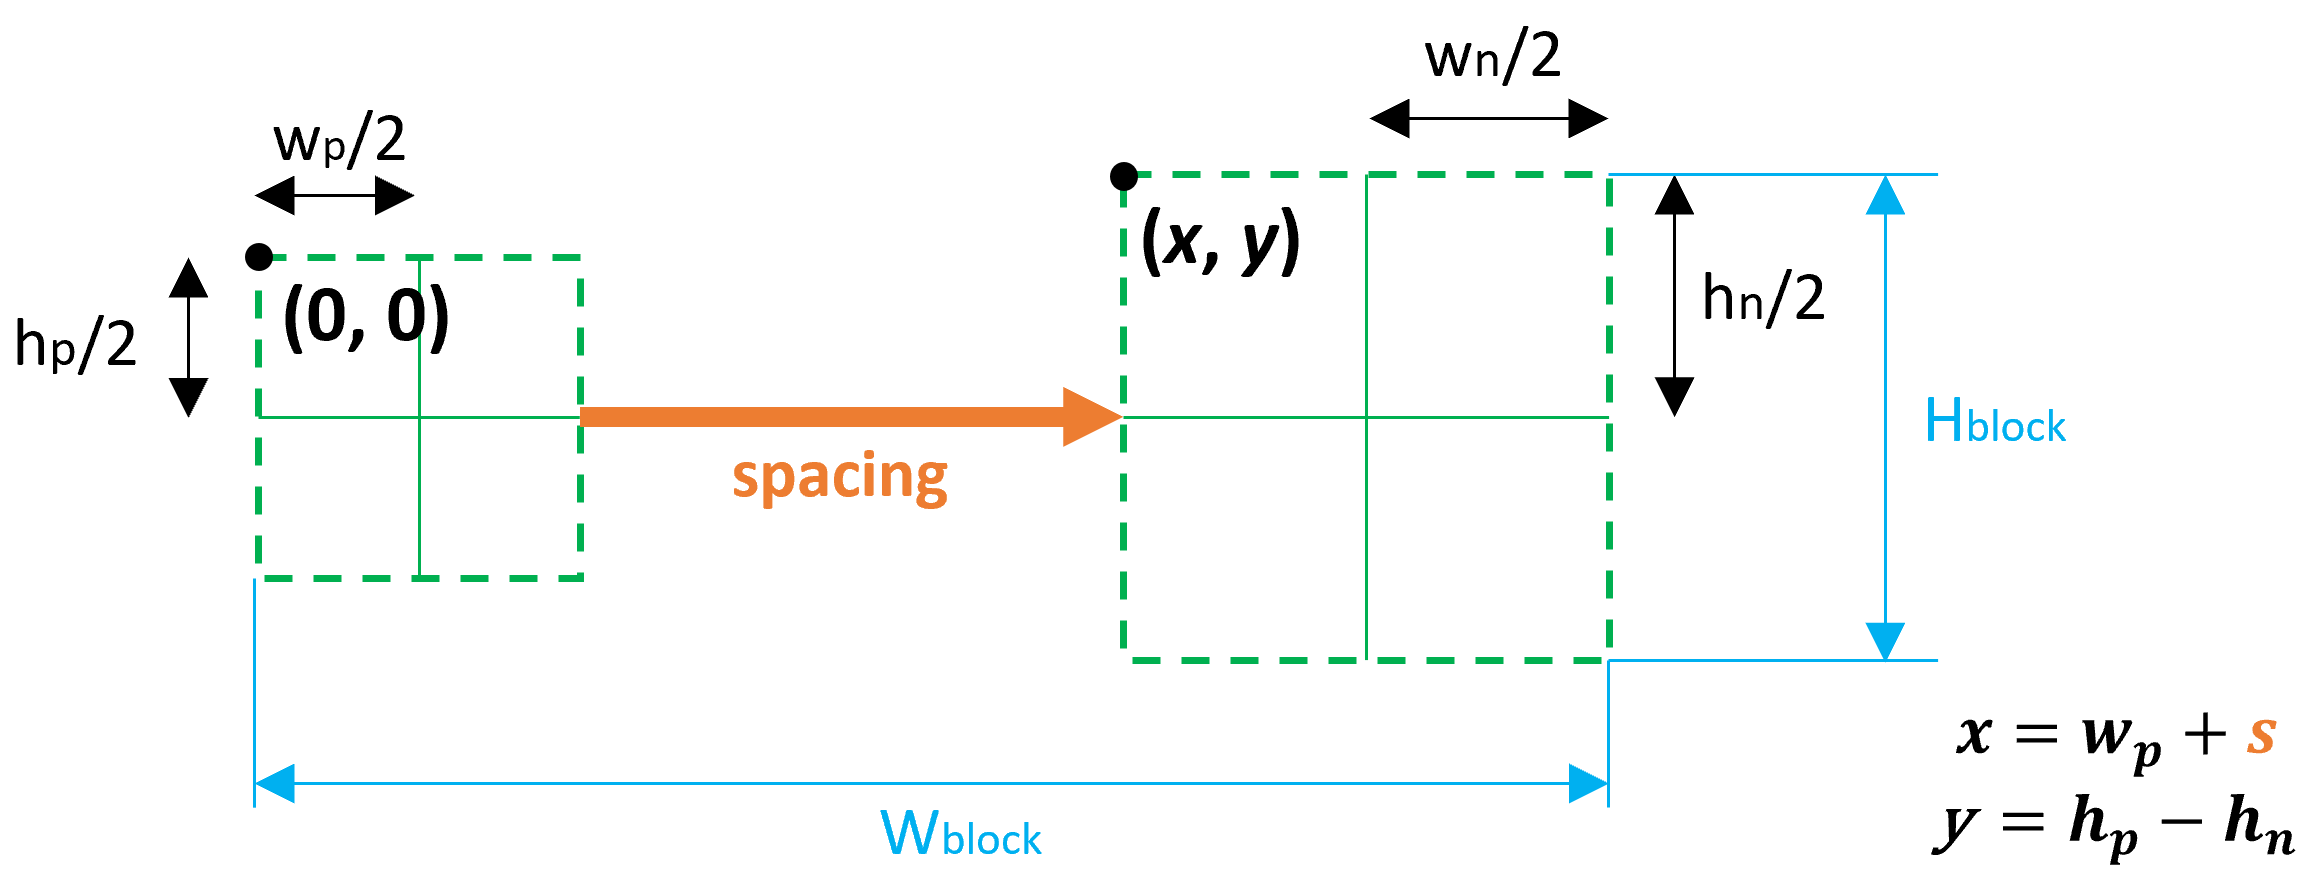 wn/2
wp/2
(x, y)
(0, 0)
hn/2
hp/2
Hblock
spacing
x = wp + s
Wblock
y = hp − hn